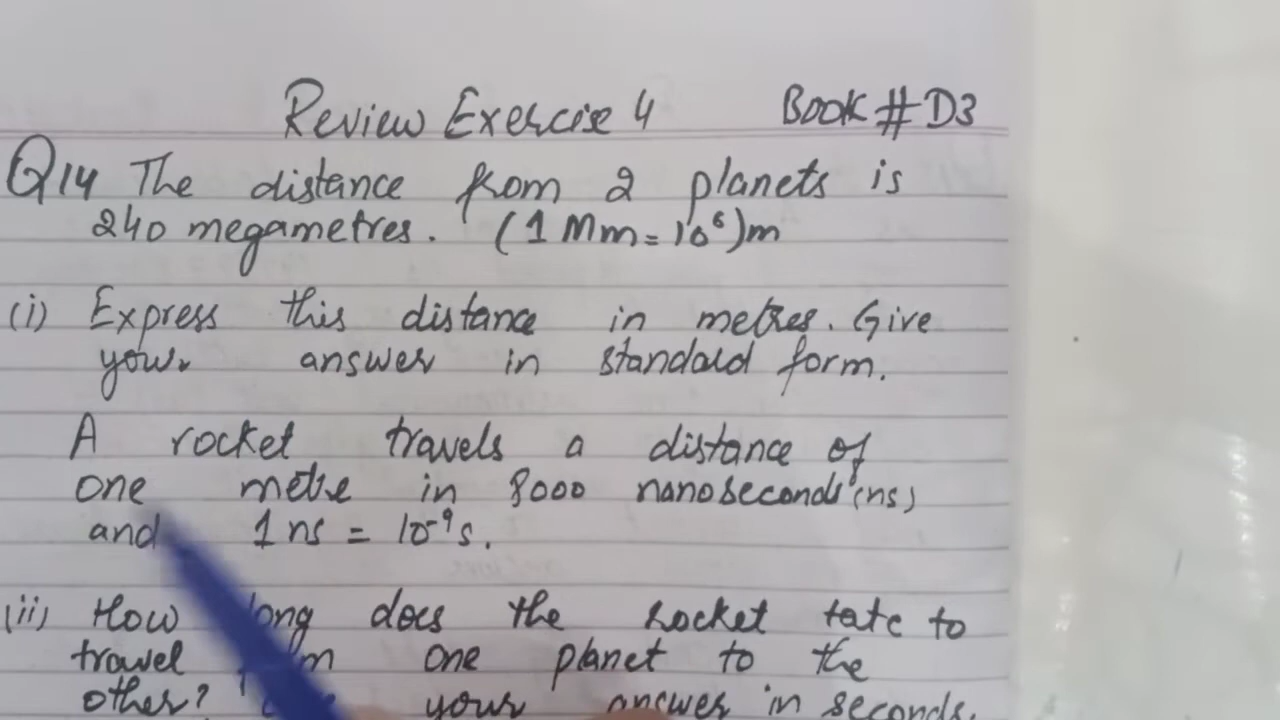 Review Exercise 4 BOOK # D3
Q14 The distance from 2 planets is
240 megametres. (1 Mm = 10⁶)m
(i) Express this distance in metres. Give
your answer in standard form.
A rocket travels a distance of
one metre in 8000 nanoseconds (ns)
and 1 ns = 10⁻⁹s.
(ii) How long does the rocket take to
travel one planet to the
other? your answer in seconds.